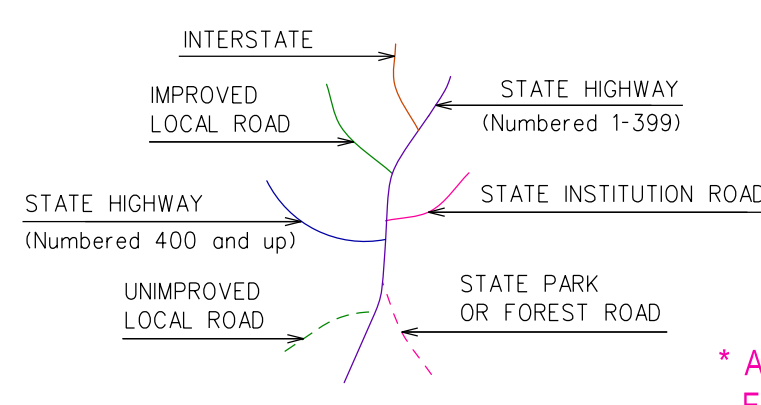 INTERSTATE
IMPROVED
LOCAL ROAD
STATE HIGHWAY
(Numbered 1-399)
STATE HIGHWAY
(Numbered 400 and up)
STATE INSTITUTION ROAD
UNIMPROVED
LOCAL ROAD
STATE PARK
OR FOREST ROAD
* A